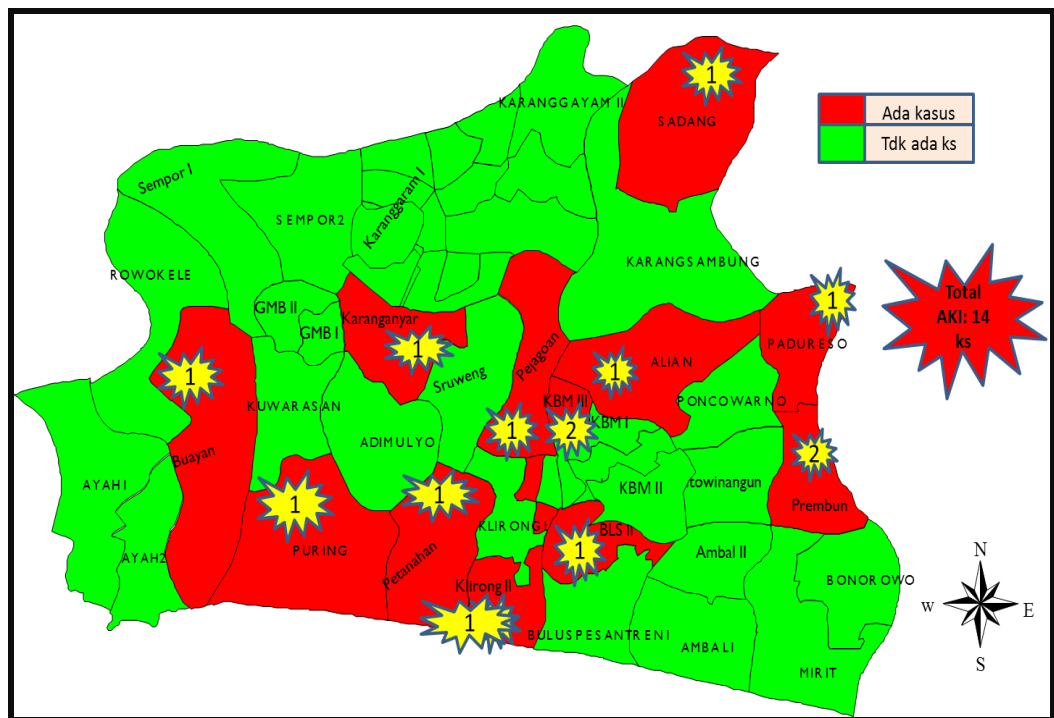 1
SADANG
KARANGGAYAM II
Ada kasus
Tdk ada ks
Sempor I
SEMPOR2
Karanggaram I
KARANGSAMBUNG
ROWOKELE
GMB II
GMB I
Karanganyar
1
1
PADURESO
Total
AKI: 14
ks
1
Buayan
KUWARASAN
Sruweng
Pejagoan
1
ALIAN
PONCOWARNO
KBM III
KBM I
1
2
ADIMULYO
2
Prembun
AYAH I
AYAH2
1
PURING
1
Petanahan
KLIRONG I
KBM II
towinangun
BLS II
1
Ambal II
BONOROWO
Klirong II
1
BULUSPESANTREN I
AMBAL I
MIRIT
N
W
E
S